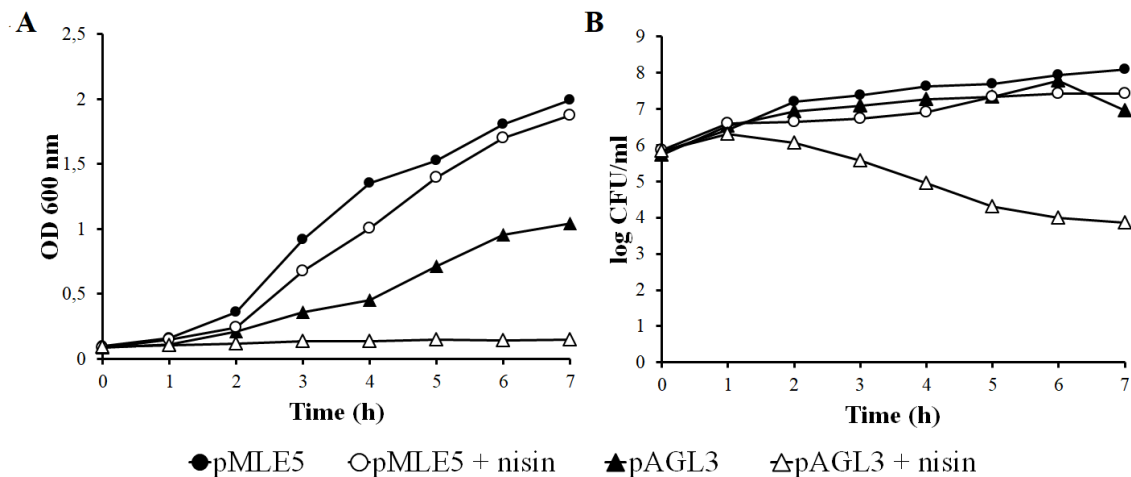 A
OD 600 nm
2,5
2
1,5
1
0,5
0
0 1 2 3 4 5 6 7
Time (h)
B
log CFU/ml
9
8
7
6
5
4
3
2
1
0
0 1 2 3 4 5 6 7
Time (h)
pMLE5 pMLE5 + nisin pAGL3 pAGL3 + nisin